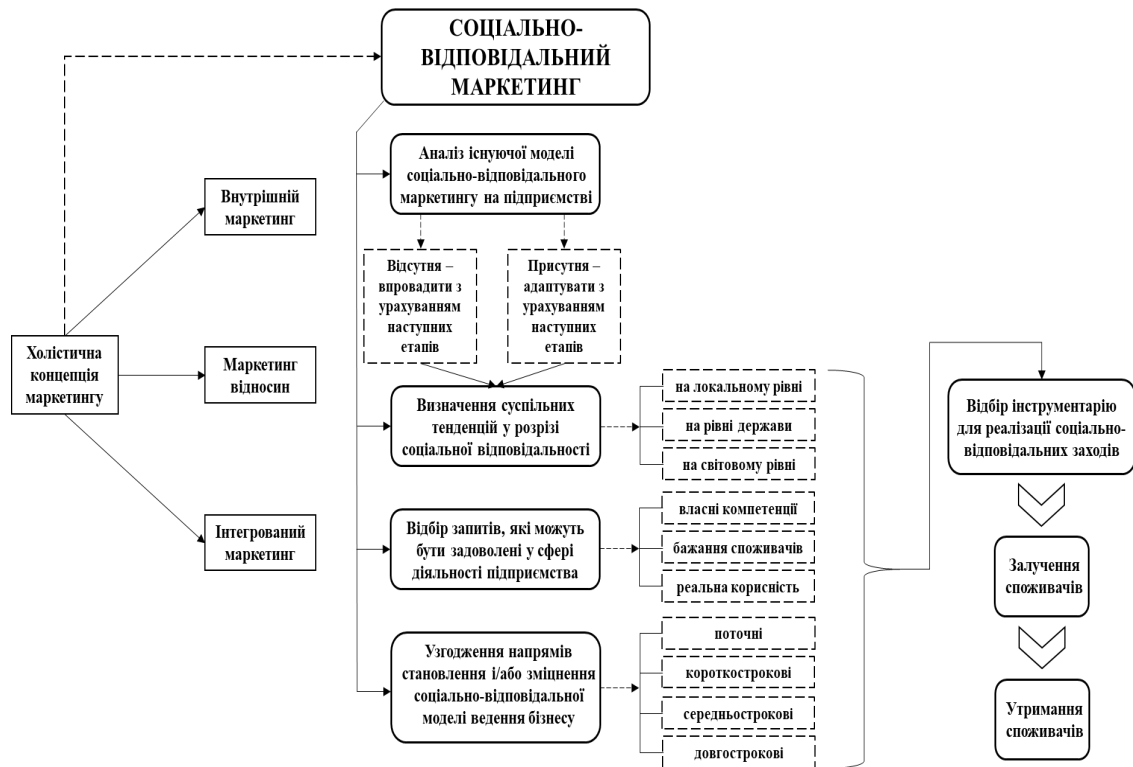 СОЦІАЛЬНО-
ВІДПОВІДАЛЬНИЙ
МАРКЕТИНГ
Аналіз існуючої моделі
соціально-відповідального
маркетингу на підприємстві
Внутрішній
маркетинг
Відсутня –
впровадити з
урахуванням
наступних
етапів
Присутня –
адаптувати з
урахуванням
наступних
етапів
Холістична
концепція
маркетингу
Маркетинг
відносин
Визначення суспільних
тенденцій у розрізі
соціальної відповідальності
на локальному рівні
на рівні держави
на світовому рівні
Відбір інструментарію
для реалізації соціально-
відповідальних заходів
Інтегрований
маркетинг
Відбір запитів, які можуть
бути задоволені у сфері
діяльності підприємства
власні компетенції
бажання споживачів
реальна корисність
Залучення
споживачів
Узгодження напрямів
становлення і/або зміцнення
соціально-відповідальної
моделі ведення бізнесу
поточні
короткострокові
середньострокові
довгострокові
Утримання
споживачів